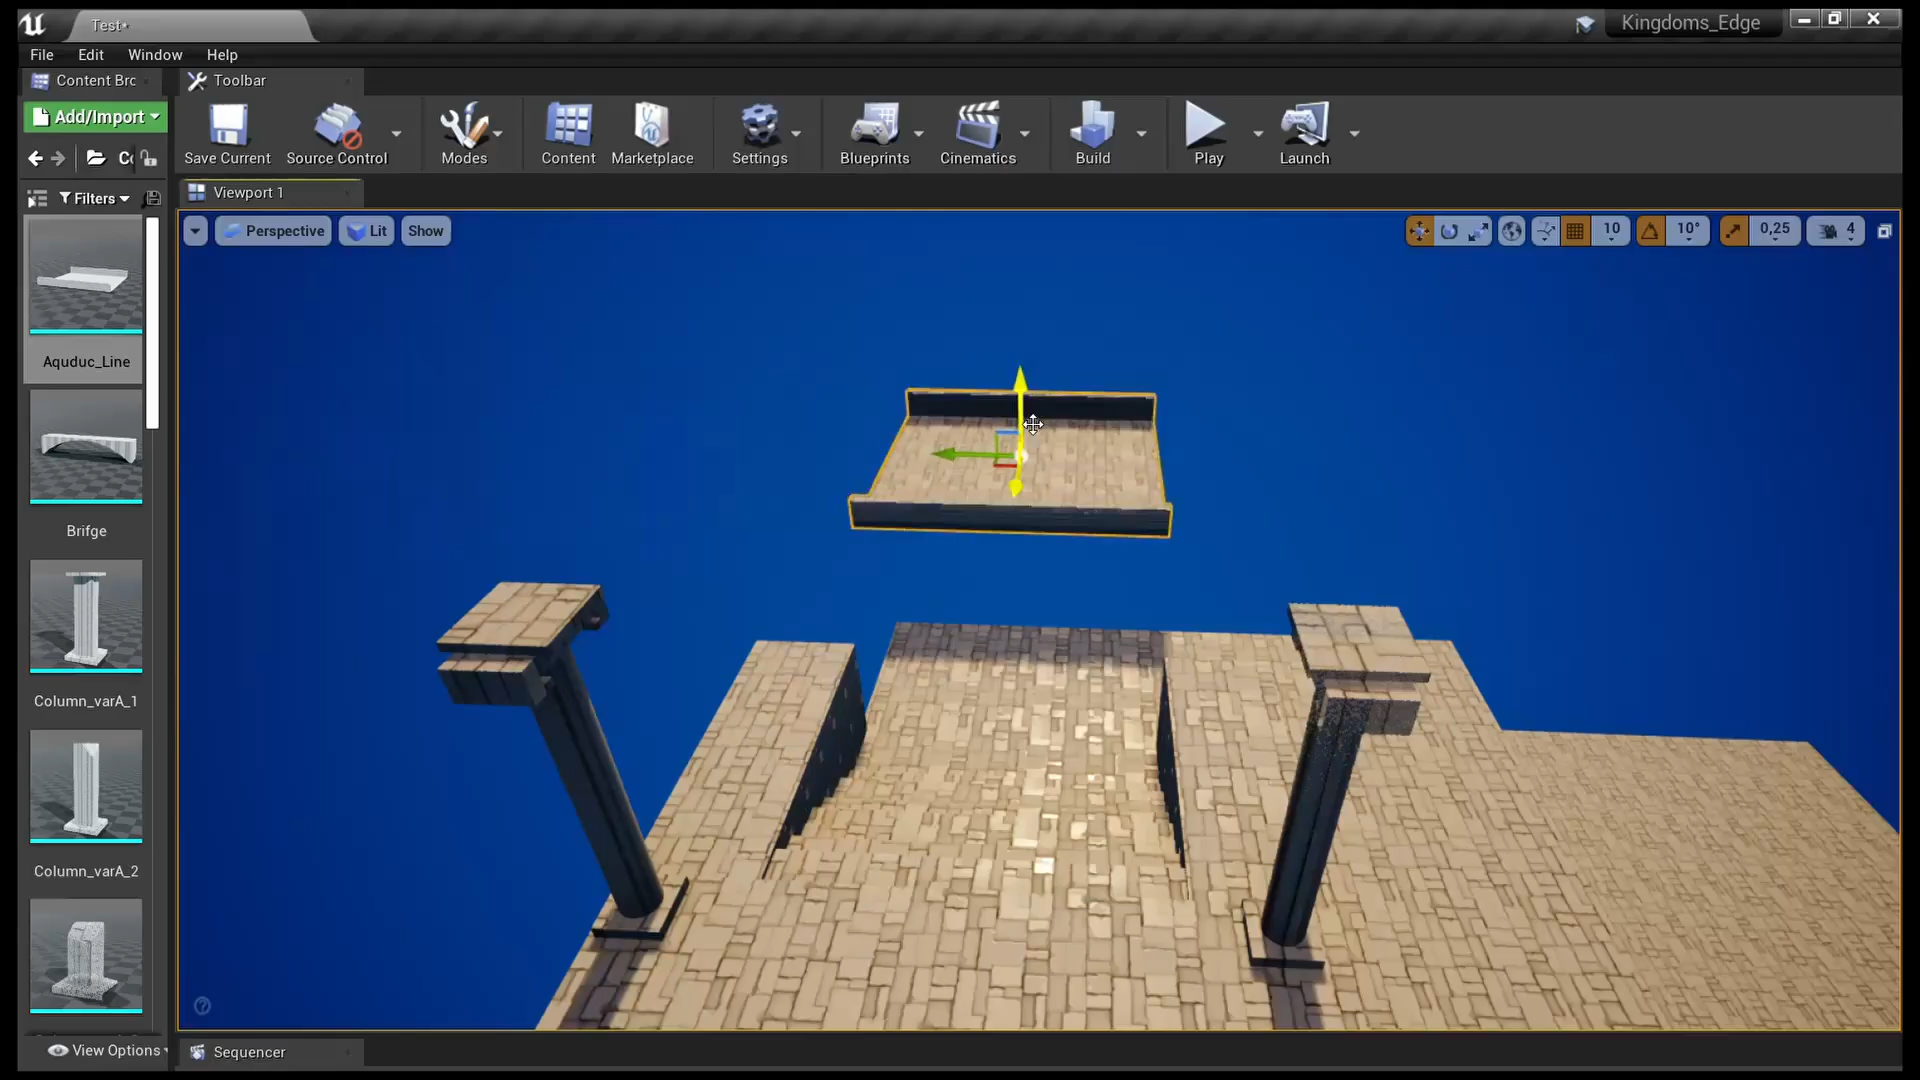 Test•
Kingdoms_Edge
File Edit Window Help
Content Brc
Toolbar
Add/Import
Save Current
Source Control
Modes
Content
Marketplace
Settings
Blueprints
Cinematics
Build
Play
Launch
Filters
Viewport 1
Perspective
Lit
Show
10
10°
0,25
4
Aquduc_Line
Brifge
Column_varA_1
Column_varA_2
View Options
Sequencer